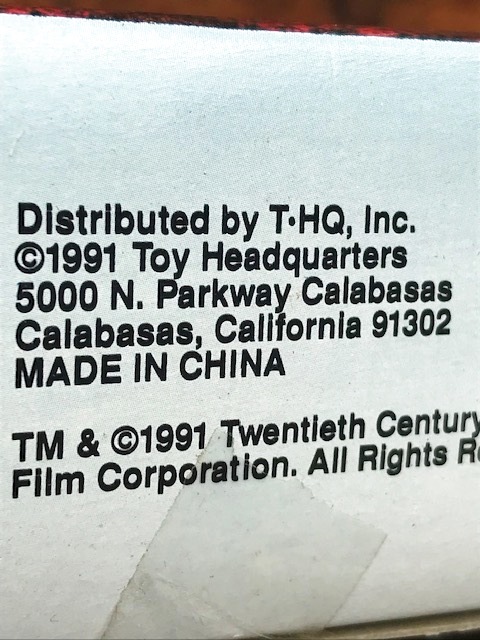 Distributed by T•HQ, Inc.
©1991 Toy Headquarters
5000 N. Parkway Calabasas
Calabasas, California 91302
MADE IN CHINA
TM & ©1991 Twentieth Century
Film Corporation. All Rights